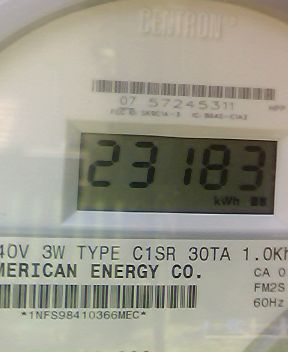 CENTRON
07 57245311
23183
kWh
40V 3W TYPE C1SR 30TA 1.0Kh
MERICAN ENERGY CO.
CA 0
FM2S
60Hz
*1NFS98410366MEC*